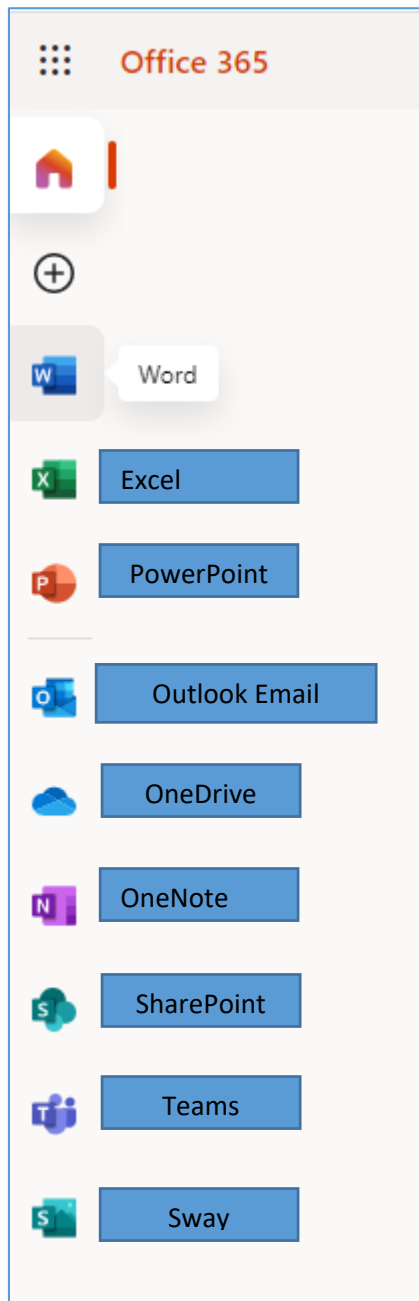 Office 365
W Word
X Excel
P PowerPoint
O Outlook Email
OneDrive
N OneNote
S SharePoint
T Teams
S Sway